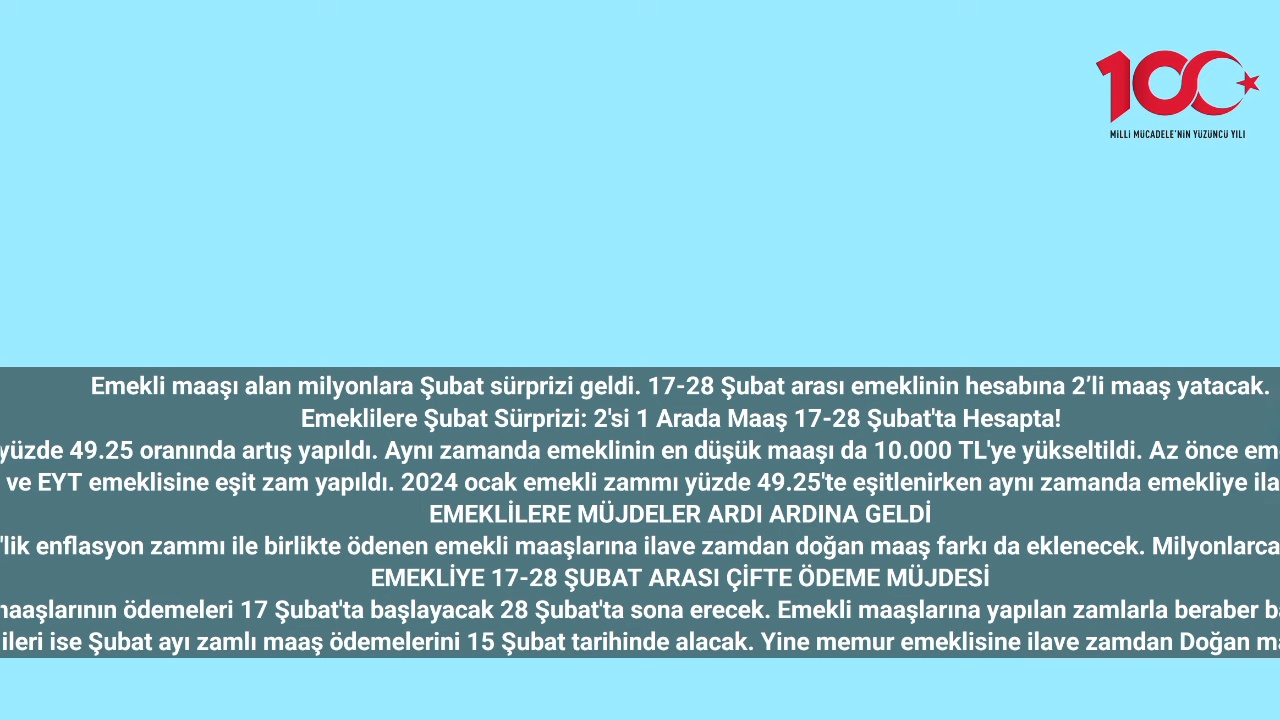 100
MİLLİ MÜCADELE'NİN YÜZÜNCÜ YILI
Emekli maaşı alan milyonlara Şubat sürprizi geldi. 17-28 Şubat arası emeklinin hesabına 2’li maaş yatacak.
Emeklilere Şubat Sürprizi: 2'si 1 Arada Maaş 17-28 Şubat'ta Hesapta!
yüzde 49.25 oranında artış yapıldı. Aynı zamanda emeklinin en düşük maaşı da 10.000 TL'ye yükseltildi. Az önce
ve EYT emeklisine eşit zam yapıldı. 2024 ocak emekli zammı yüzde 49.25'te eşitlenirken aynı zamanda emekliye
EMEKLİLERE MÜJDELER ARDI ARDINA GELDİ
'lik enflasyon zammı ile birlikte ödenen emekli maaşlarına ilave zamdan doğan maaş farkı da eklenecek. Milyonlarca
EMEKLİYE 17-28 ŞUBAT ARASI ÇİFTE ÖDEME MÜJDESİ
maaşlarının ödemeleri 17 Şubat'ta başlayacak 28 Şubat'ta sona erecek. Emekli maaşlarına yapılan zamlarla beraber
ileri ise Şubat ayı zamlı maaş ödemelerini 15 Şubat tarihinde alacak. Yine memur emeklisine ilave zamdan Doğan